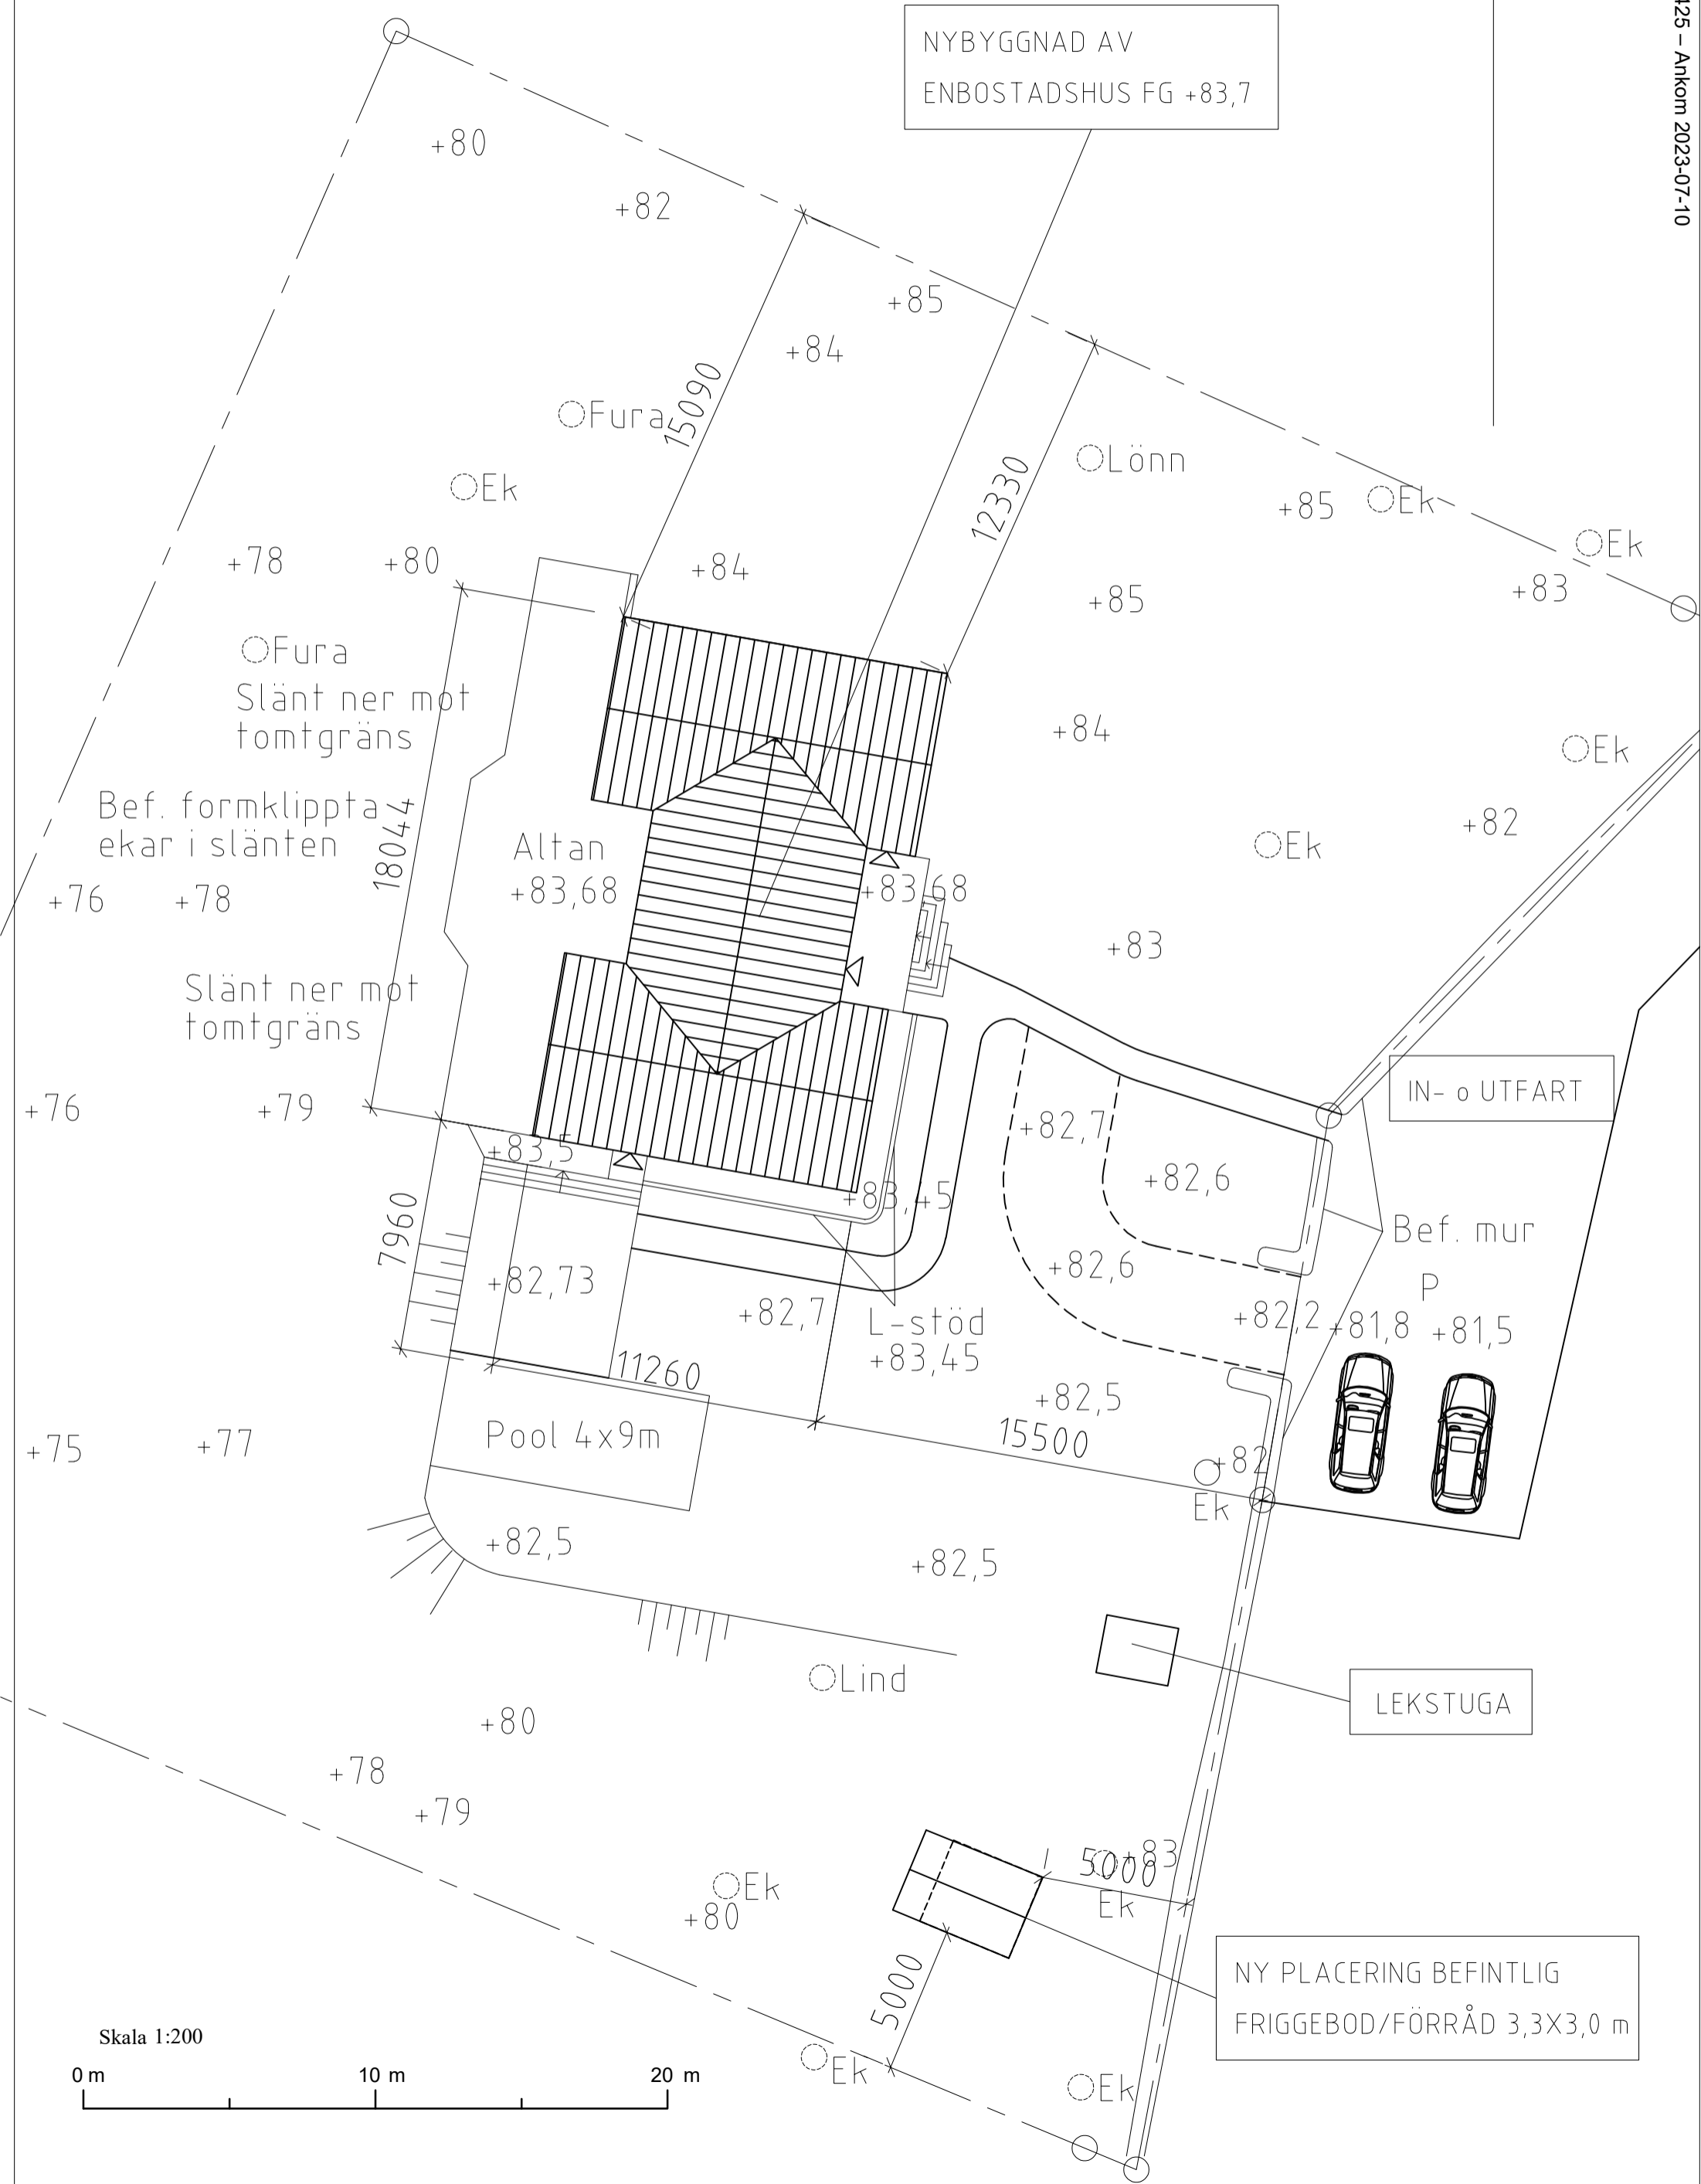 425 – Ankom 2023-07-10
NYBYGGNAD AV
ENBOSTADSHUS FG +83,7
+80
+82
+85
+84
15090
Fura
12330
Lönn
Ek
+85
Ek
Ek
+78
+80
+84
+85
+83
Fura
Slänt ner mot
tomtgräns
+84
Ek
Bef. formklippta
ekar i slänten
18044
Altan
+83,68
+83,68
Ek
+82
+76
+78
+83
Slänt ner mot
tomtgräns
IN- o UTFART
+76
+79
+83,5
+82,7
+82,6
+83,45
7960
Bef. mur
P
+82,73
+82,6
+82,7
L-stöd
+83,45
+82,2
+81,8
+81,5
11260
+82,5
Pool 4x9m
15500
+75
+77
+82
Ek
+82,5
+82,5
Lind
LEKSTUGA
+80
+78
+79
5000
+83
Ek
Ek
+80
5000
NY PLACERING BEFINTLIG
FRIGGEBOD/FÖRRÅD 3,3X3,0 m
Ek
Ek
Skala 1:200
0 m
10 m
20 m